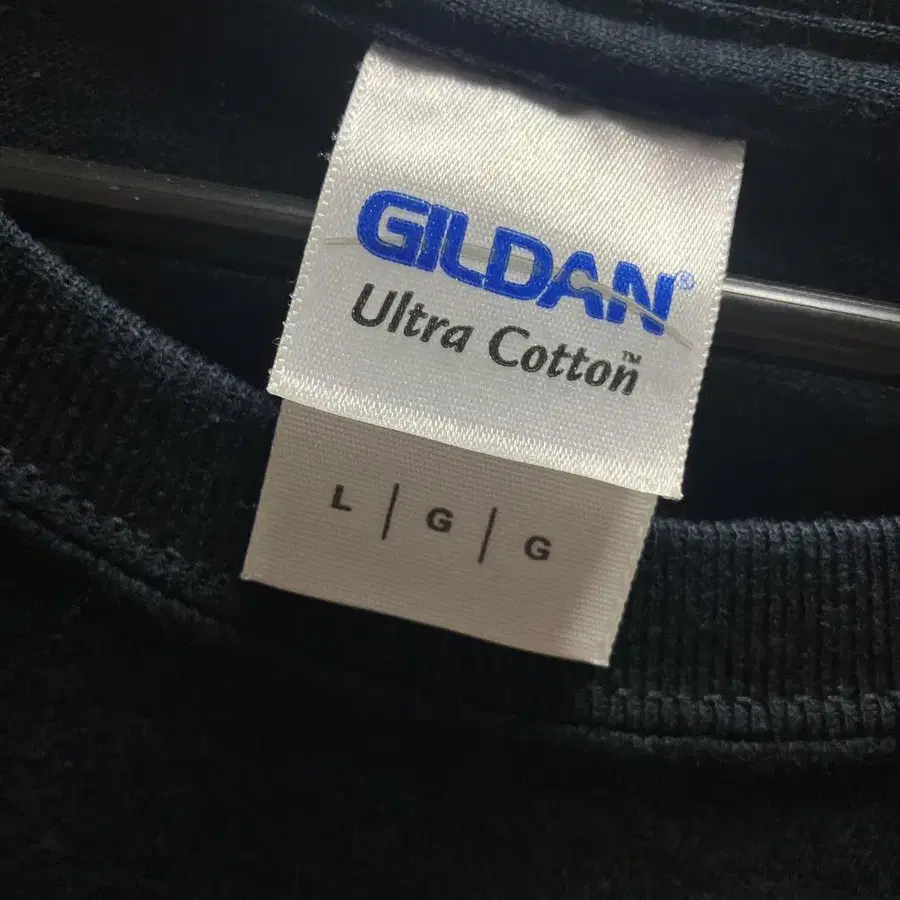 GILDAN®
Ultra Cotton™
L | G | G